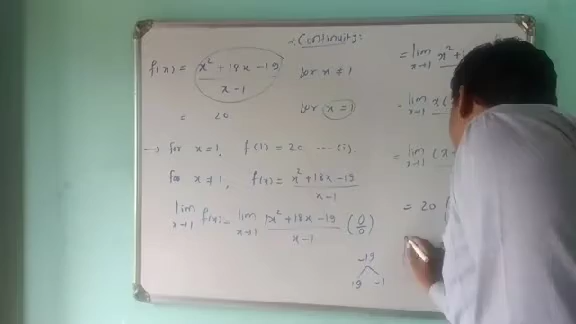 :- Continuity :-
f(x) = x² + 18x - 19 / x - 1 for x ≠ 1
= 20 for x = 1
→ for x = 1, f(1) = 20 ---- (i).
for x ≠ 1, f(x) = x² + 18x - 19 / x - 1
lim x→1 f(x) = lim x→1 x² + 18x - 19 / x - 1 (0/0)
-19
19 -1
= lim x→1 x² + 1
= lim x→1 x(
= lim x→1 (x -
= 20 (